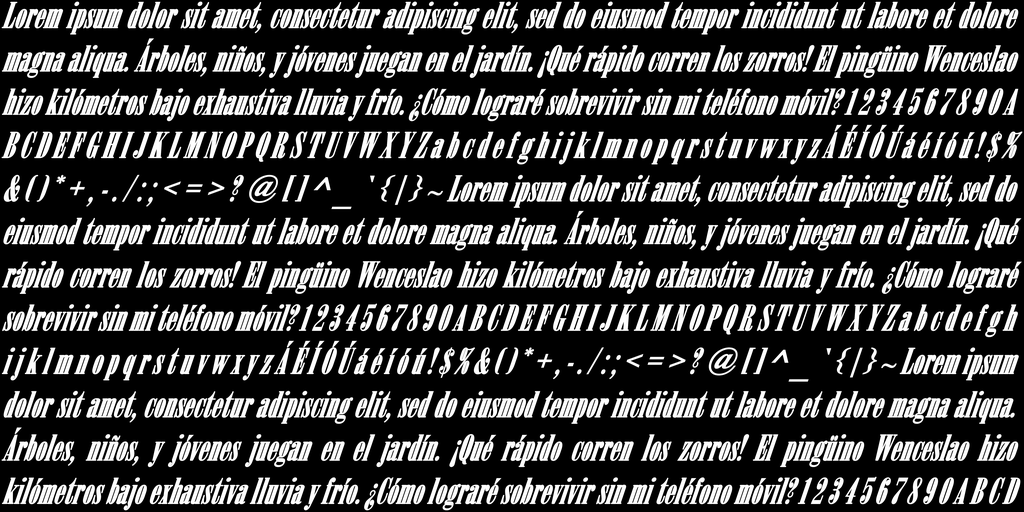 Lorem ipsum dolor sit amet, consectetur adipiscing elit, sed do eiusmod tempor incididunt ut labore et dolore
magna aliqua. Árboles, niños, y jóvenes juegan en el jardín. ¡Qué rápido corren los zorros! El pingüino Wenceslao
hizo kilómetros bajo exhaustiva lluvia y frío. ¿Cómo lograré sobrevivir sin mi teléfono móvil? 1 2 3 4 5 6 7 8 9 0 A
B C D E F G H I J K L M N O P Q R S T U V W X Y Z a b c d e f g h i j k l m n o p q r s t u v w x y z Á É Í Ó Ú á é í ó ú ! $ %
& ( ) * + , - . / : ; < = > ? @ [ ] ^ _ ` { | } ~ Lorem ipsum dolor sit amet, consectetur adipiscing elit, sed do
eiusmod tempor incididunt ut labore et dolore magna aliqua. Árboles, niños, y jóvenes juegan en el jardín. ¡Qué
rápido corren los zorros! El pingüino Wenceslao hizo kilómetros bajo exhaustiva lluvia y frío. ¿Cómo lograré
sobrevivir sin mi teléfono móvil? 1 2 3 4 5 6 7 8 9 0 A B C D E F G H I J K L M N O P Q R S T U V W X Y Z a b c d e f g h
i j k l m n o p q r s t u v w x y z Á É Í Ó Ú á é í ó ú ! $ % & ( ) * + , - . / : ; < = > ? @ [ ] ^ _ ` { | } ~ Lorem ipsum
dolor sit amet, consectetur adipiscing elit, sed do eiusmod tempor incididunt ut labore et dolore magna aliqua.
Árboles, niños, y jóvenes juegan en el jardín. ¡Qué rápido corren los zorros! El pingüino Wenceslao hizo
kilómetros bajo exhaustiva lluvia y frío. ¿Cómo lograré sobrevivir sin mi teléfono móvil? 1 2 3 4 5 6 7 8 9 0 A B C D